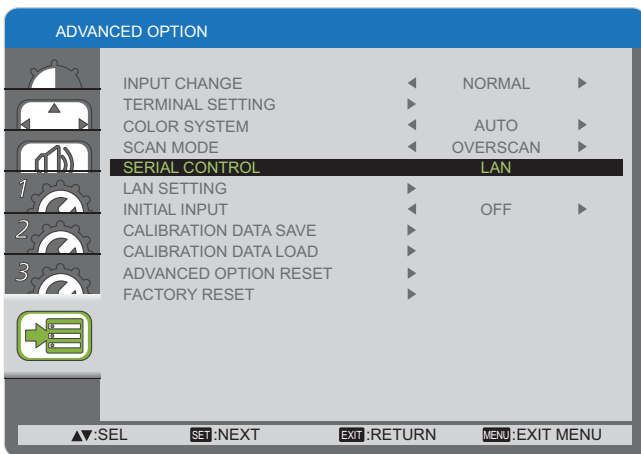 ADVANCED OPTION
INPUT CHANGE NORMAL
TERMINAL SETTING
COLOR SYSTEM AUTO
SCAN MODE OVERSCAN
SERIAL CONTROL LAN
1
LAN SETTING
INITIAL INPUT OFF
2
CALIBRATION DATA SAVE
CALIBRATION DATA LOAD
3
ADVANCED OPTION RESET
FACTORY RESET
▲▼:SEL SET:NEXT EXIT:RETURN MENU:EXIT MENU